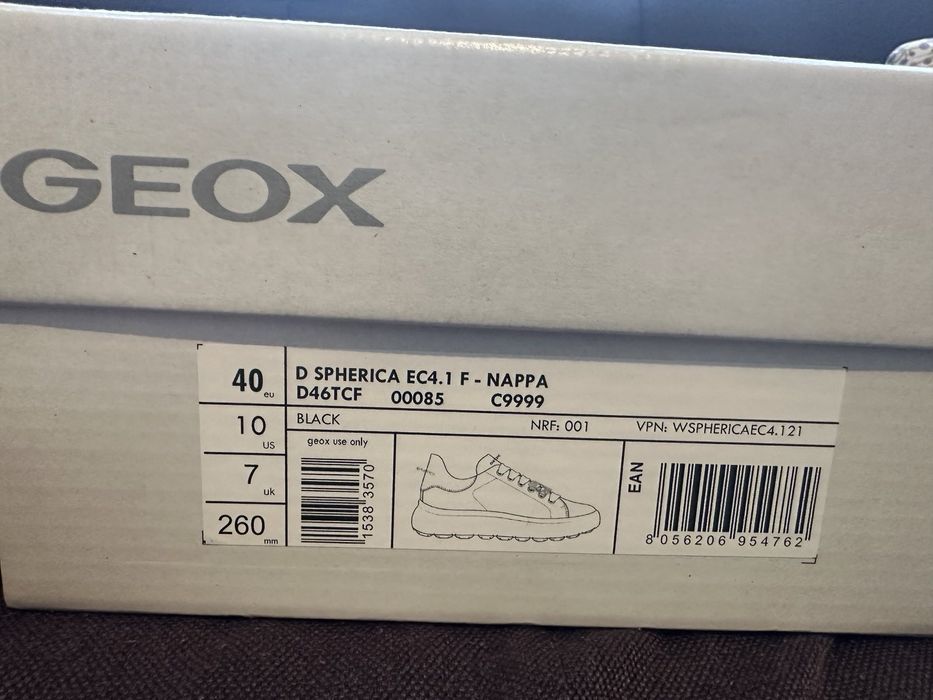 GEOX
40 eu
D SPHERICA EC4.1 F - NAPPA
D46TCF 00085 C9999
10 US
BLACK NRF: 001 VPN: WSPHERICAEC4.121
7 uk
geox use only
1538 3570
EAN
260 mm
8 056206 954762